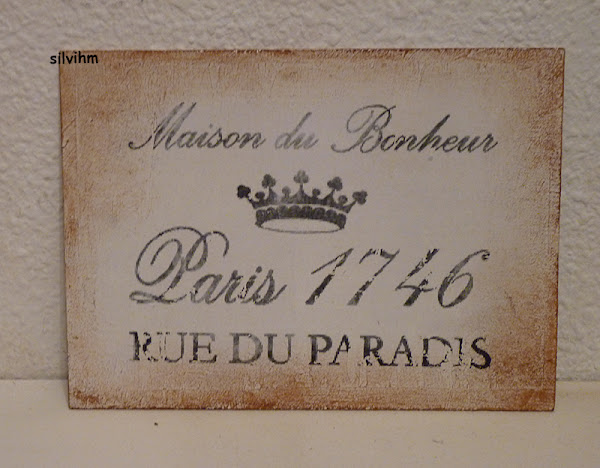 silvihm
Maison du Bonheur
Paris 1746
RUE DU PARADIS